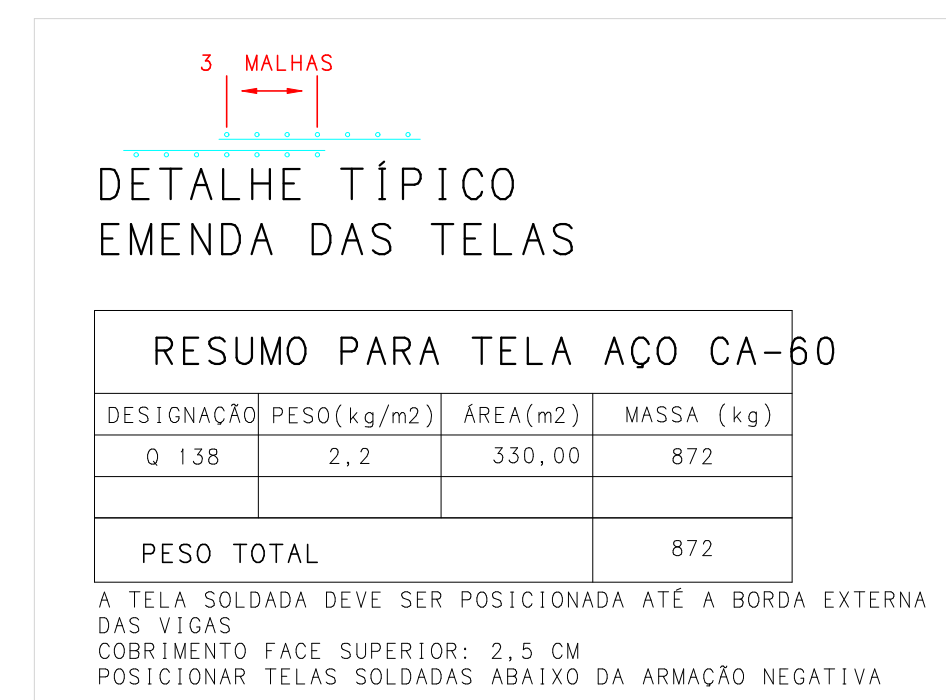 3 MALHAS
DETALHE TÍPICO
EMENDA DAS TELAS
RESUMO PARA TELA AÇO CA-60
DESIGNAÇÃO PESO(kg/m2) ÁREA(m2) MASSA (kg)
Q 138 2,2 330,00 872
PESO TOTAL 872
A TELA SOLDADA DEVE SER POSICIONADA ATÉ A BORDA EXTERNA
DAS VIGAS
COBRIMENTO FACE SUPERIOR: 2,5 CM
POSICIONAR TELAS SOLDADAS ABAIXO DA ARMAÇÃO NEGATIVA